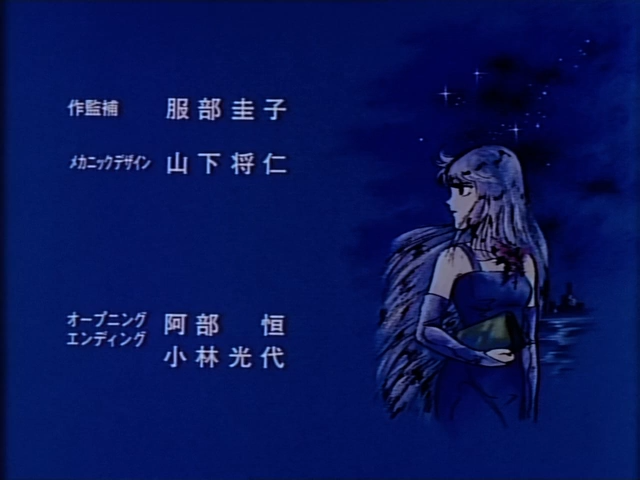 作監補 服部圭子
メカニックデザイン 山下将仁
オープニング 阿部 恒
エンディング 小林光代